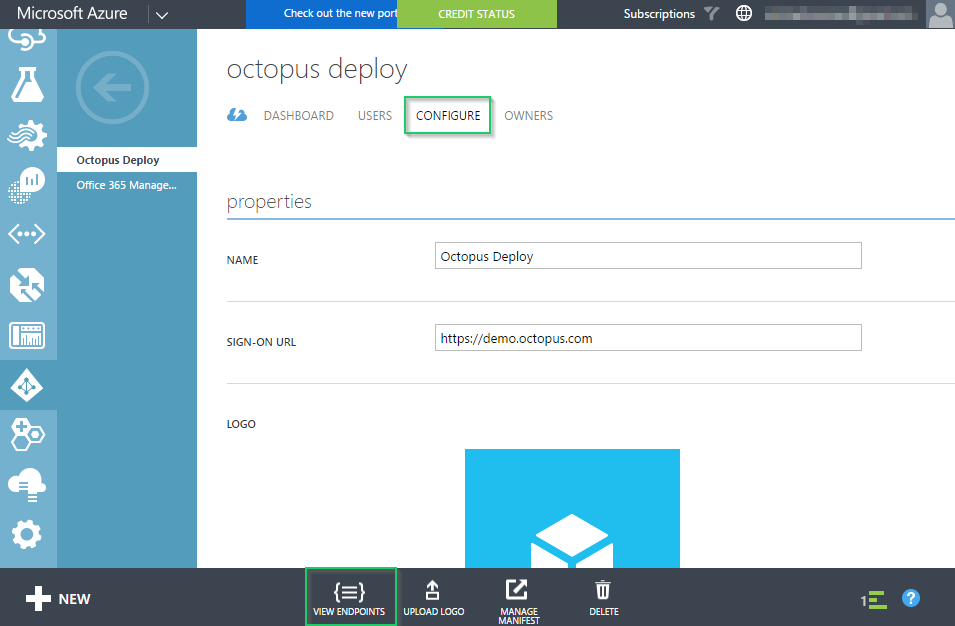 Microsoft Azure
Check out the new port
CREDIT STATUS
Subscriptions
octopus deploy
DASHBOARD
USERS
CONFIGURE
OWNERS
Octopus Deploy
Office 365 Manage...
properties
NAME
Octopus Deploy
SIGN-ON URL
https://demo.octopus.com
LOGO
NEW
VIEW ENDPOINTS
UPLOAD LOGO
MANAGE
MANIFEST
DELETE
1
?